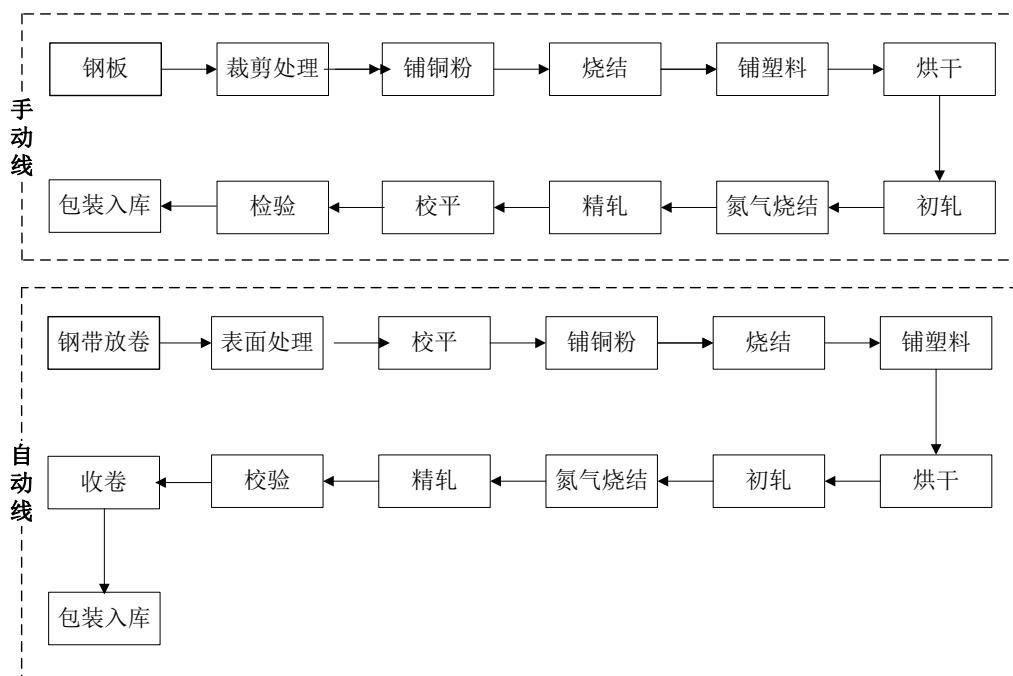 手动线
钢板
裁剪处理
铺铜粉
烧结
铺塑料
烘干
初轧
氮气烧结
精轧
校平
检验
包装入库
自动线
钢带放卷
表面处理
校平
铺铜粉
烧结
铺塑料
烘干
初轧
氮气烧结
精轧
校验
收卷
包装入库